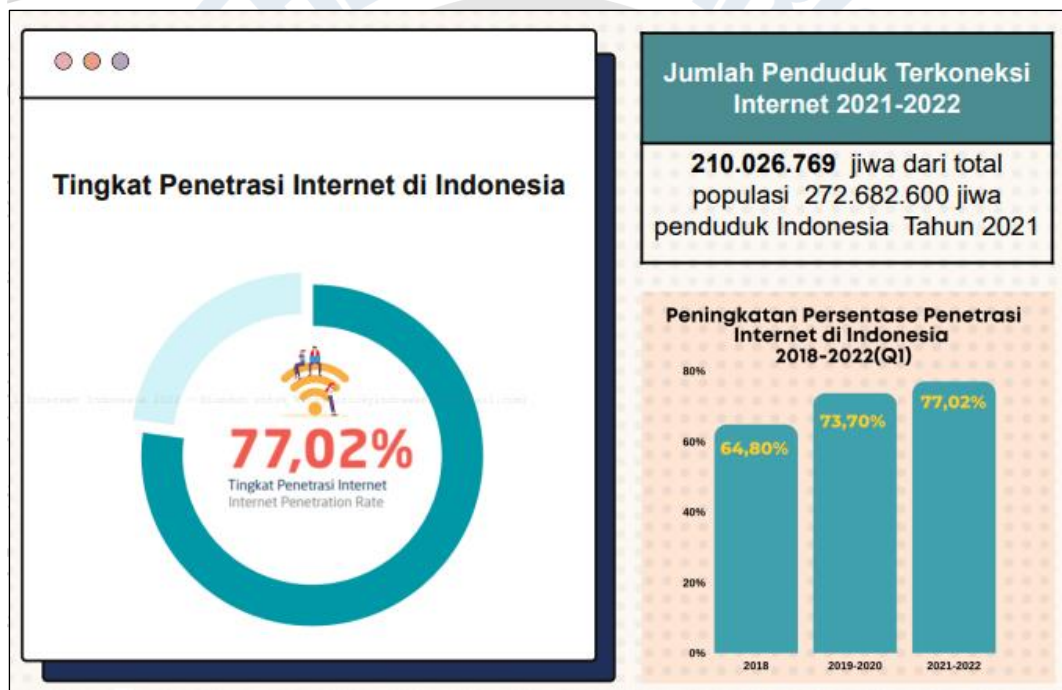 Tingkat Penetrasi Internet di Indonesia
77,02%
Tingkat Penetrasi Internet
Internet Penetration Rate
Jumlah Penduduk Terkoneksi
Internet 2021-2022
210.026.769 jiwa dari total
populasi 272.682.600 jiwa
penduduk Indonesia Tahun 2021
Peningkatan Persentase Penetrasi
Internet di Indonesia
2018-2022(Q1)
80%
60%
40%
20%
0%
64,80%
73,70%
77,02%
2018
2019-2020
2021-2022